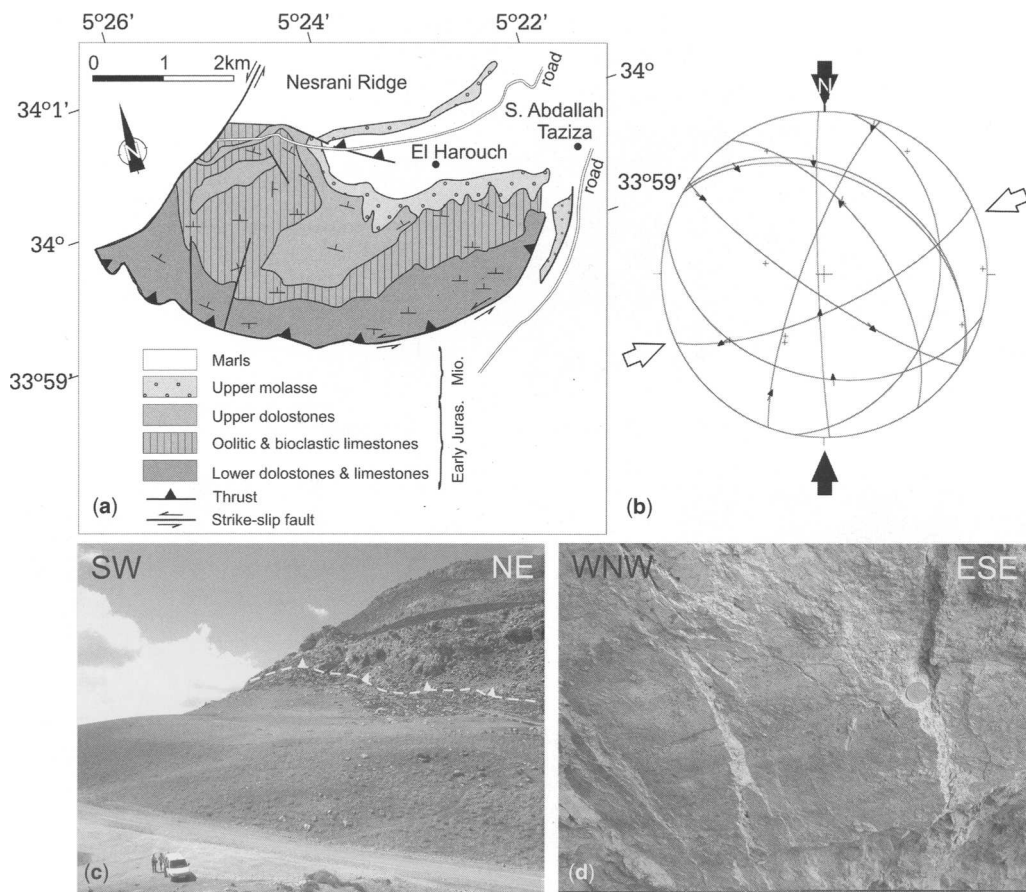 5°26'
5°24'
5°22'
0 1 2km
Nesrani Ridge
road
34°
34°1'
S. Abdallah
Taziza
El Harouch
road
33°59'
N
N
34°
33°59'
Marls
Upper molasse
Mio.
Upper dolostones
Oolitic & bioclastic limestones
Early Juras.
Lower dolostones & limestones
(a)
Thrust
Strike-slip fault
(b)
SW
NE
WNW
ESE
(c)
(d)